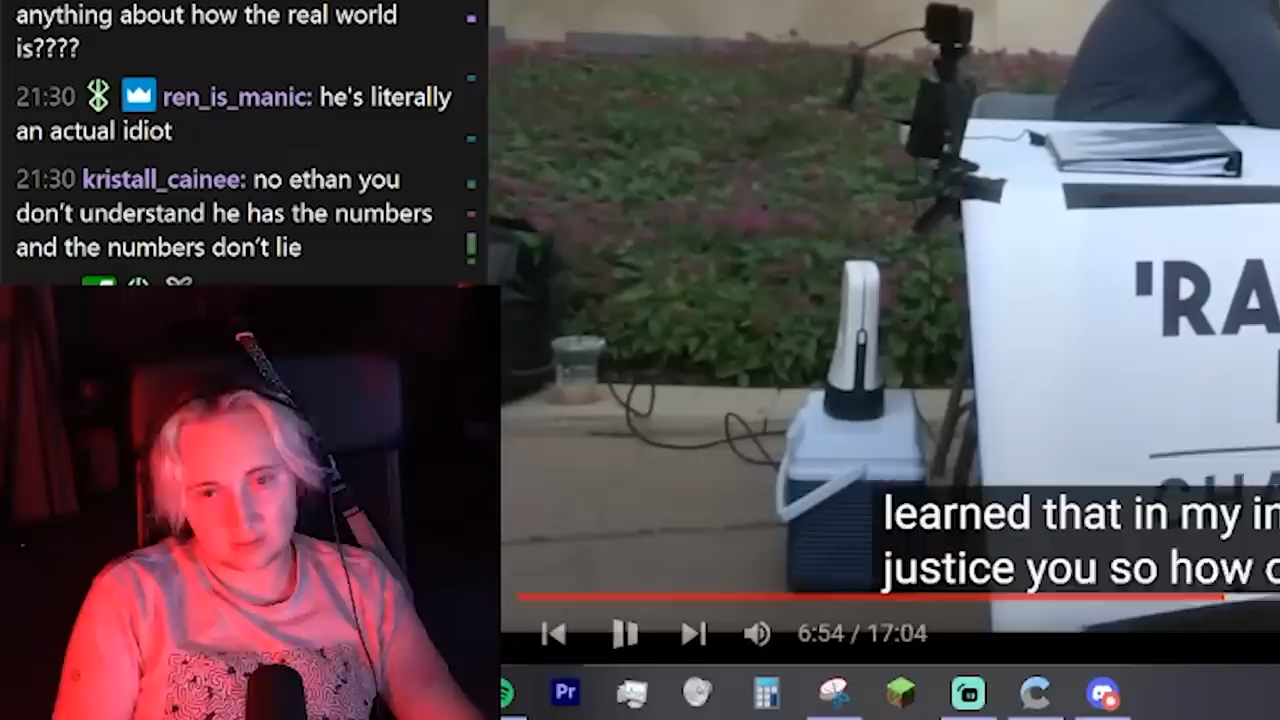 anything about how the real world
is????
21:30 ren_is_manic: he's literally
an actual idiot
21:30 kristall_cainee: no ethan you
don't understand he has the numbers
and the numbers don't lie
'RA
learned that in my
justice you so how
6:54 / 17:04
Pr